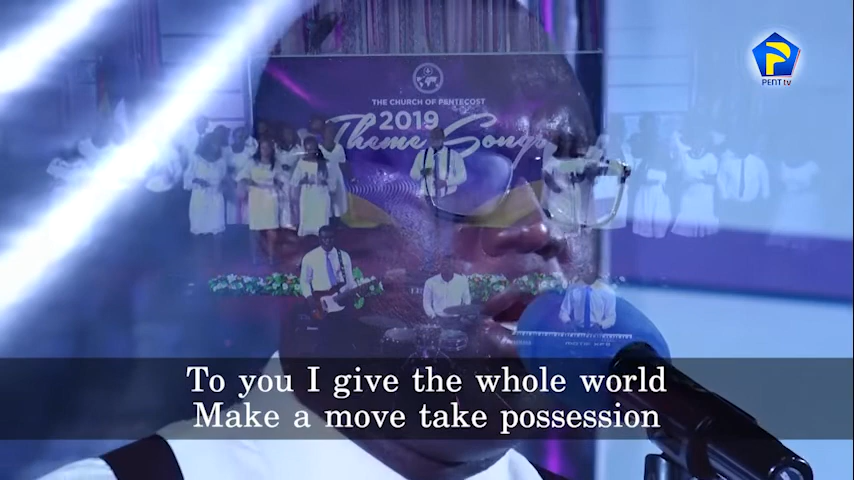 PENT tv
THE CHURCH OF PENTECOST
2019
Theme Songs
To you I give the whole world
Make a move take possession